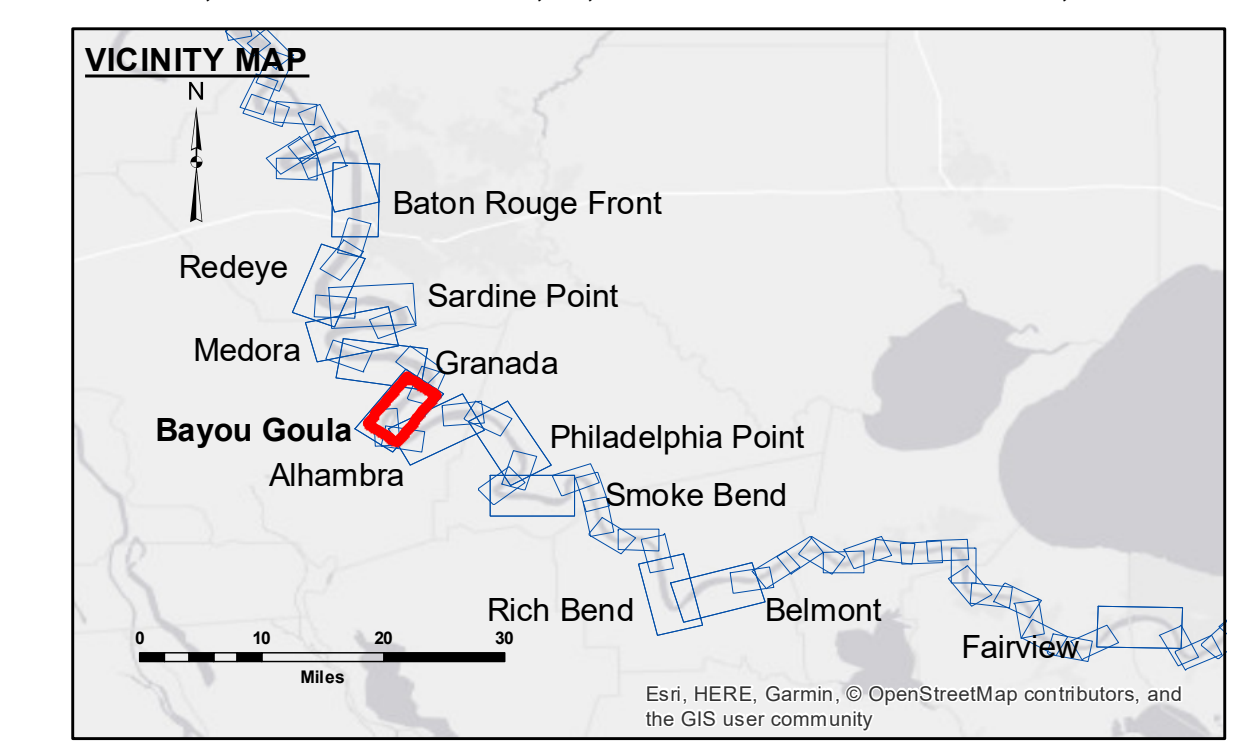 VICINITY MAP
N
Baton Rouge Front
Redeye
Sardine Point
Medora
Granada
Bayou Goula
Philadelphia Point
Alhambra
Smoke Bend
Rich Bend
Belmont
Fairview
0 10 20 30
Miles
Esri, HERE, Garmin, © OpenStreetMap contributors, and
the GIS user community